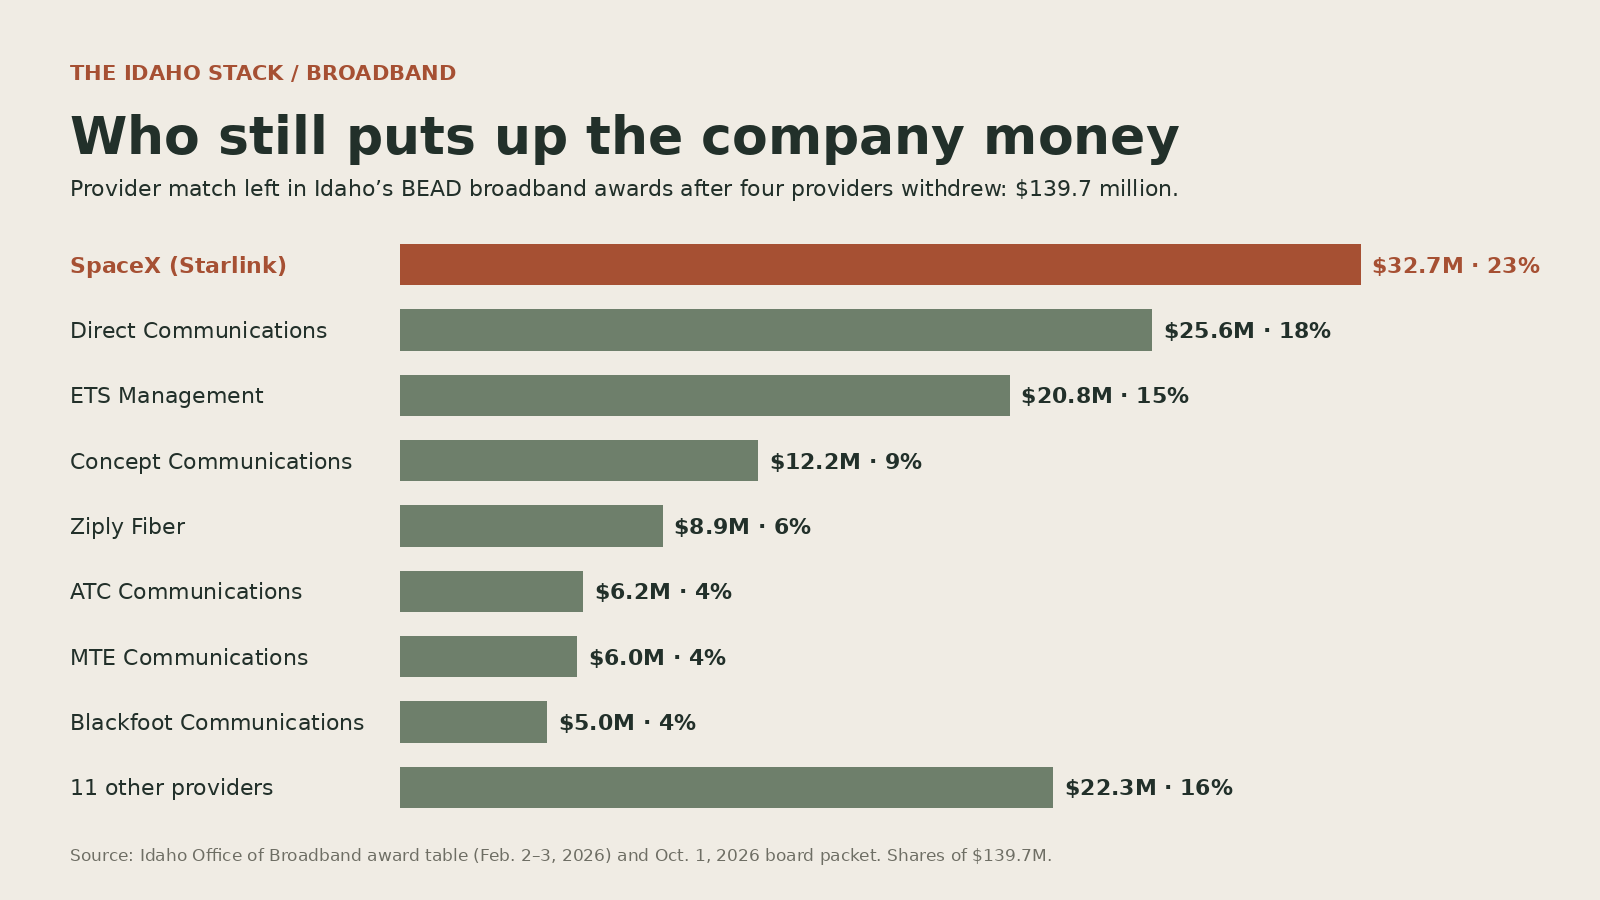 THE IDAHO STACK / BROADBAND
Who still puts up the company money
Provider match left in Idaho’s BEAD broadband awards after four providers withdrew: $139.7 million.
SpaceX (Starlink) $32.7M · 23%
Direct Communications $25.6M · 18%
ETS Management $20.8M · 15%
Concept Communications $12.2M · 9%
Ziply Fiber $8.9M · 6%
ATC Communications $6.2M · 4%
MTE Communications $6.0M · 4%
Blackfoot Communications $5.0M · 4%
11 other providers $22.3M · 16%
Source: Idaho Office of Broadband award table (Feb. 2–3, 2026) and Oct. 1, 2026 board packet. Shares of $139.7M.